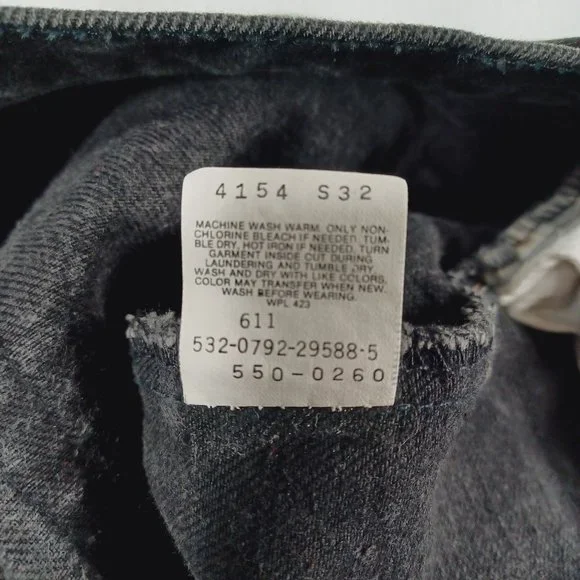 4154 S32
MACHINE WASH WARM. ONLY NON-
CHLORINE BLEACH IF NEEDED. TUM-
BLE DRY, HOT IRON IF NEEDED. TURN
GARMENT INSIDE OUT DURING
LAUNDERING AND TUMBLE DRY
WASH AND DRY WITH LIKE COLORS.
COLOR MAY TRANSFER WHEN NEW.
WASH BEFORE WEARING.
WPL 423
611
532-0792-29588-5
550-0260